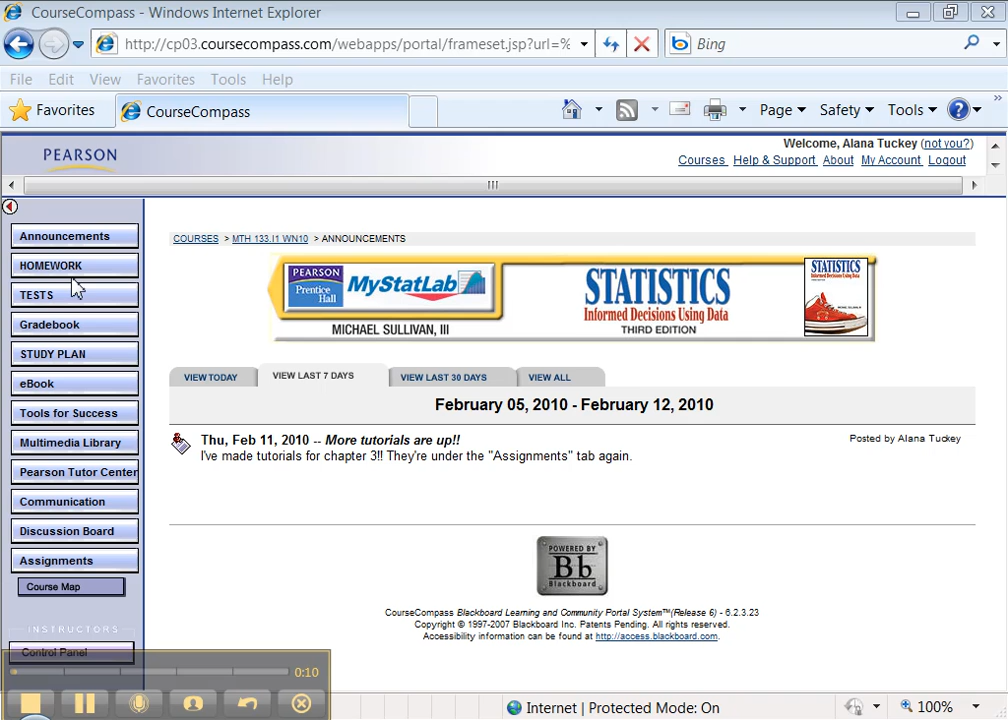 CourseCompass - Windows Internet Explorer
http://cp03.coursecompass.com/webapps/portal/frameset.jsp?url=%
Bing
File Edit View Favorites Tools Help
Favorites CourseCompass Page Safety Tools
PEARSON
Welcome, Alana Tuckey (not you?)
Courses Help & Support About My Account Logout
Announcements
HOMEWORK
TESTS
Gradebook
STUDY PLAN
eBook
Tools for Success
Multimedia Library
Pearson Tutor Center
Communication
Discussion Board
Assignments
Course Map
INSTRUCTORS
Control Panel
COURSES > MTH 133.I1 WN10 > ANNOUNCEMENTS
PEARSON
Prentice
Hall
MyStatLab
MICHAEL SULLIVAN, III
STATISTICS
Informed Decisions Using Data
THIRD EDITION
STATISTICS
Informed Decisions Using Data
VIEW TODAY VIEW LAST 7 DAYS VIEW LAST 30 DAYS VIEW ALL
February 05, 2010 - February 12, 2010
Thu, Feb 11, 2010 -- More tutorials are up!! Posted by Alana Tuckey
I've made tutorials for chapter 3!! They're under the "Assignments" tab again.
POWERED BY
Bb
Blackboard
CourseCompass Blackboard Learning and Community Portal System™(Release 6) - 6.2.3.23
Copyright © 1997-2007 Blackboard Inc. Patents Pending. All rights reserved.
Accessibility information can be found at http://access.blackboard.com.
0:10
Internet | Protected Mode: On 100%